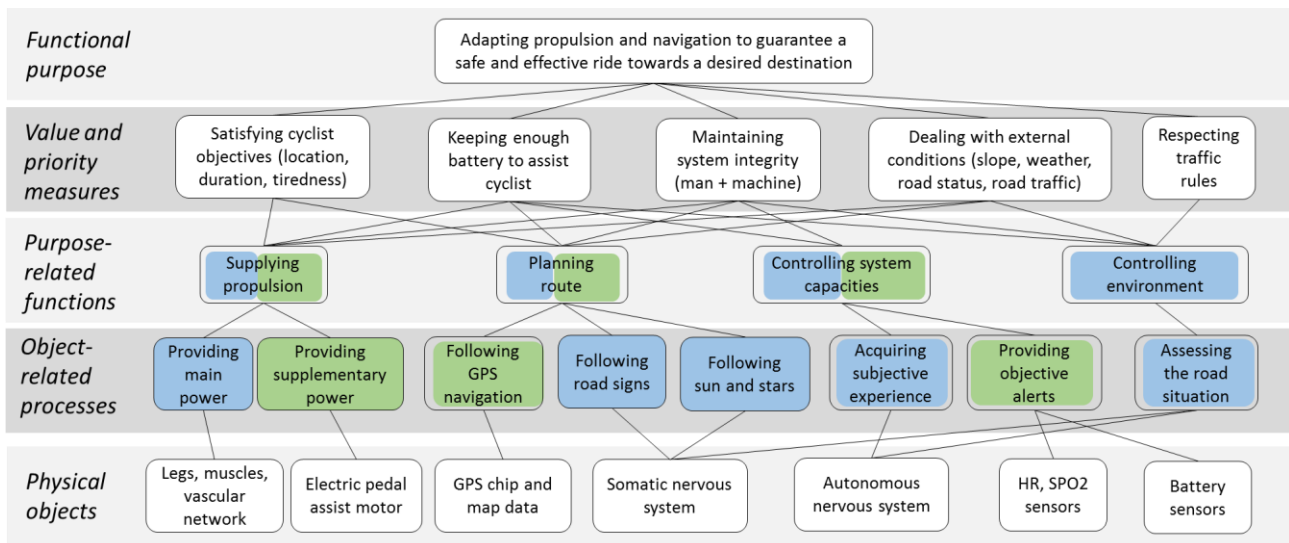 Functional
purpose
Adapting propulsion and navigation to guarantee a
safe and effective ride towards a desired destination
Value and
priority
measures
Satisfying cyclist
objectives (location,
duration, tiredness)
Keeping enough
battery to assist
cyclist
Maintaining
system integrity
(man + machine)
Dealing with external
conditions (slope, weather,
road status, road traffic)
Respecting
traffic
rules
Purpose-
related
functions
Supplying
propulsion
Planning
route
Controlling system
capacities
Controlling
environment
Object-
related
processes
Providing
main
power
Providing
supplementary
power
Following
GPS
navigation
Following
road signs
Following
sun and stars
Acquiring
subjective
experience
Providing
objective
alerts
Assessing
the road
situation
Physical
objects
Legs, muscles,
vascular
network
Electric pedal
assist motor
GPS chip and
map data
Somatic nervous
system
Autonomous
nervous system
HR, SPO2
sensors
Battery
sensors